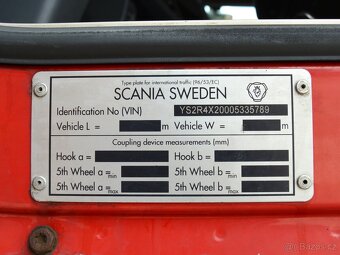 Type plate for international traffic (96/53/EC)
SCANIA SWEDEN
Identification No (VIN) YS2R4X20005335789
Vehicle L = m Vehicle W = m
Coupling device measurements (mm)
Hook a = Hook b =
5th Wheel a min = 5th Wheel b min =
5th Wheel a max = 5th Wheel b max =